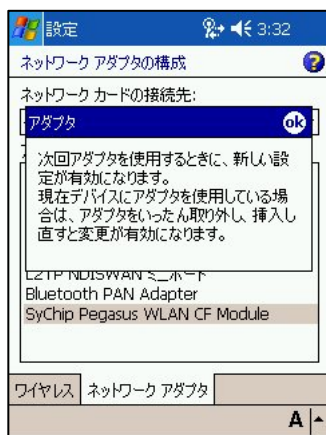 設定 3:32
ネットワーク アダプタの構成
ネットワーク カードの接続先:
アダプタ ok
次回アダプタを使用するときに、新しい設
定が有効になります。
現在デバイスにアダプタを使用している場
合は、アダプタをいったん取り外し、挿入し
直すと変更が有効になります。
L2TP NDISWAN ミニポート
Bluetooth PAN Adapter
SyChip Pegasus WLAN CF Module
ワイヤレス ネットワーク アダプタ
A